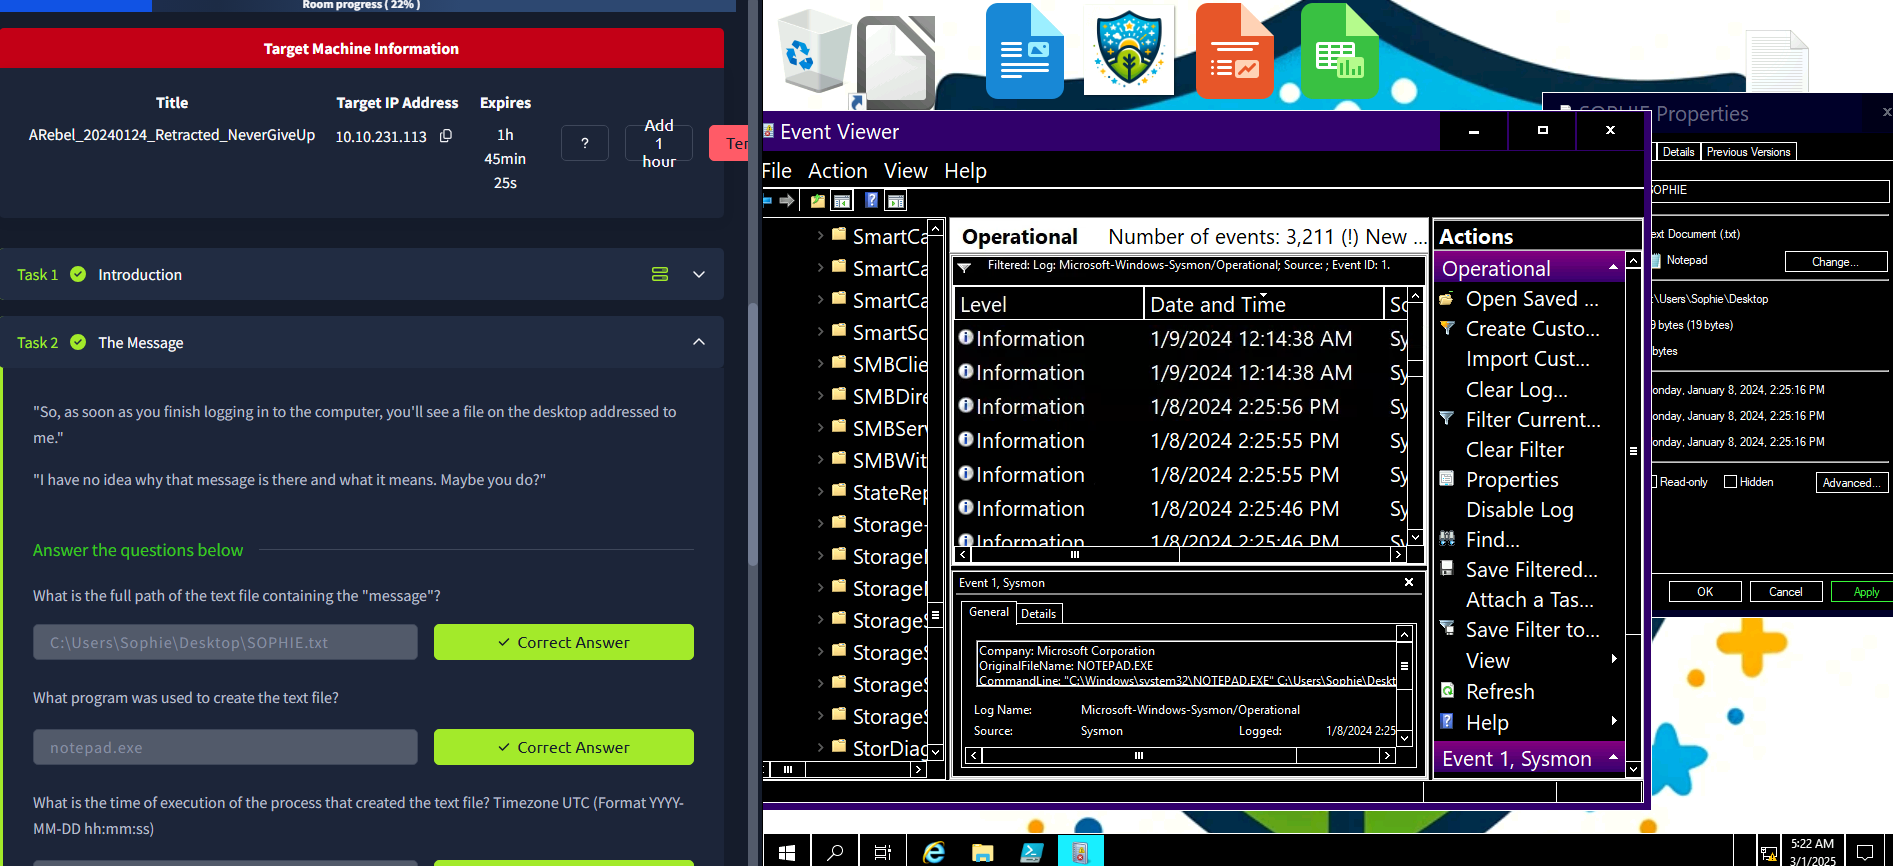 Room progress ( 22% )
Target Machine Information
Title
Target IP Address
Expires
ARebel_20240124_Retracted_NeverGiveUp
10.10.231.113
1h
45min
25s
?
Add
1
hour
Ter
Task 1
Introduction
Task 2
The Message
"So, as soon as you finish logging in to the computer, you'll see a file on the desktop addressed to
me."
"I have no idea why that message is there and what it means. Maybe you do?"
Answer the questions below
What is the full path of the text file containing the "message"?
C:\Users\Sophie\Desktop\SOPHIE.txt
Correct Answer
What program was used to create the text file?
notepad.exe
Correct Answer
What is the time of execution of the process that created the text file? Timezone UTC (Format YYYY-
MM-DD hh:mm:ss)
Event Viewer
File Action View Help
SmartCa
SmartCa
SmartCa
SmartSc
SMBClie
SMBDire
SMBServ
SMBWit
StateRep
Storage-
StorageI
Storage
StorageS
StorageS
StorageS
StorageS
StorDiag
Operational Number of events: 3,211 (!) New ...
Filtered: Log: Microsoft-Windows-Sysmon/Operational; Source: ; Event ID: 1.
Level Date and Time So
Information 1/9/2024 12:14:38 AM Sy
Information 1/9/2024 12:14:38 AM Sy
Information 1/8/2024 2:25:56 PM Sy
Information 1/8/2024 2:25:55 PM Sy
Information 1/8/2024 2:25:55 PM Sy
Information 1/8/2024 2:25:46 PM Sy
Information 1/8/2024 2:25:46 PM Sy
Event 1, Sysmon
General Details
Company: Microsoft Corporation
OriginalFileName: NOTEPAD.EXE
CommandLine: "C:\Windows\system32\NOTEPAD.EXE" C:\Users\Sophie\Deskt
Log Name: Microsoft-Windows-Sysmon/Operational
Source: Sysmon Logged: 1/8/2024 2:25
Actions
Operational
Open Saved ...
Create Custo...
Import Cust...
Clear Log...
Filter Current...
Clear Filter
Properties
Disable Log
Find...
Save Filtered...
Attach a Tas...
Save Filter to...
View
Refresh
Help
Event 1, Sysmon
SOPHIE Properties
Details Previous Versions
SOPHIE
ext Document (.txt)
Notepad Change...
:\Users\Sophie\Desktop
9 bytes (19 bytes)
bytes
onday, January 8, 2024, 2:25:16 PM
onday, January 8, 2024, 2:25:16 PM
onday, January 8, 2024, 2:25:16 PM
Read-only Hidden Advanced...
OK Cancel Apply
5:22 AM
3/1/2025